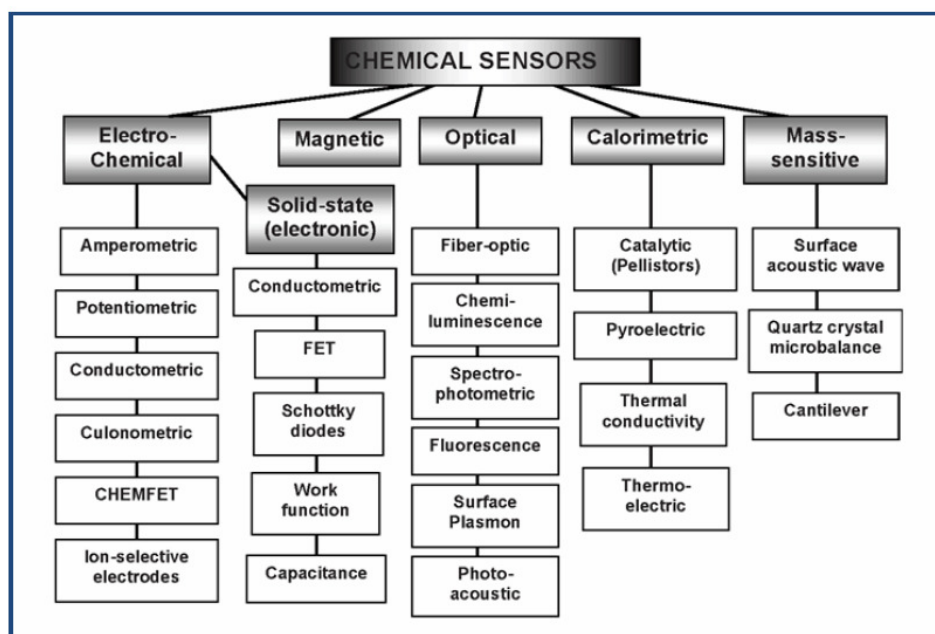 CHEMICAL SENSORS
Electro-
Chemical
Magnetic
Optical
Calorimetric
Mass-
sensitive
Solid-state
(electronic)
Amperometric
Potentiometric
Conductometric
Culonometric
CHEMFET
Ion-selective
electrodes
Conductometric
FET
Schottky
diodes
Work
function
Capacitance
Fiber-optic
Chemi-
luminescence
Spectro-
photometric
Fluorescence
Surface
Plasmon
Photo-
acoustic
Catalytic
(Pellistors)
Pyroelectric
Thermal
conductivity
Thermo-
electric
Surface
acoustic wave
Quartz crystal
microbalance
Cantilever